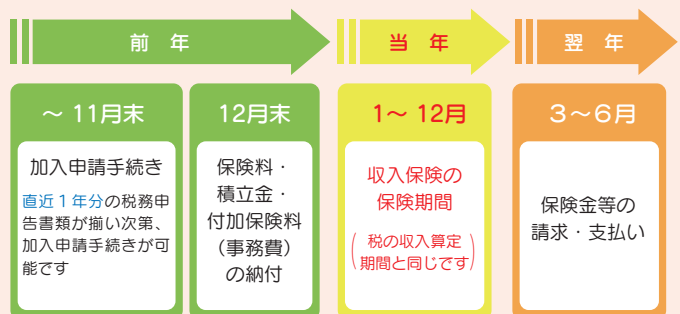 前 年
当 年
翌 年
～ 11月末
加入申請手続き
直近１年分の税務申
告書類が揃い次第、
加入申請手続きが可
能です
12月末
保険料・
積立金・
付加保険料
（事務費）
の納付
1～ 12月
収入保険の
保険期間
（税の収入算定
期間と同じです）
３～６月
保険金等の
請求・支払い